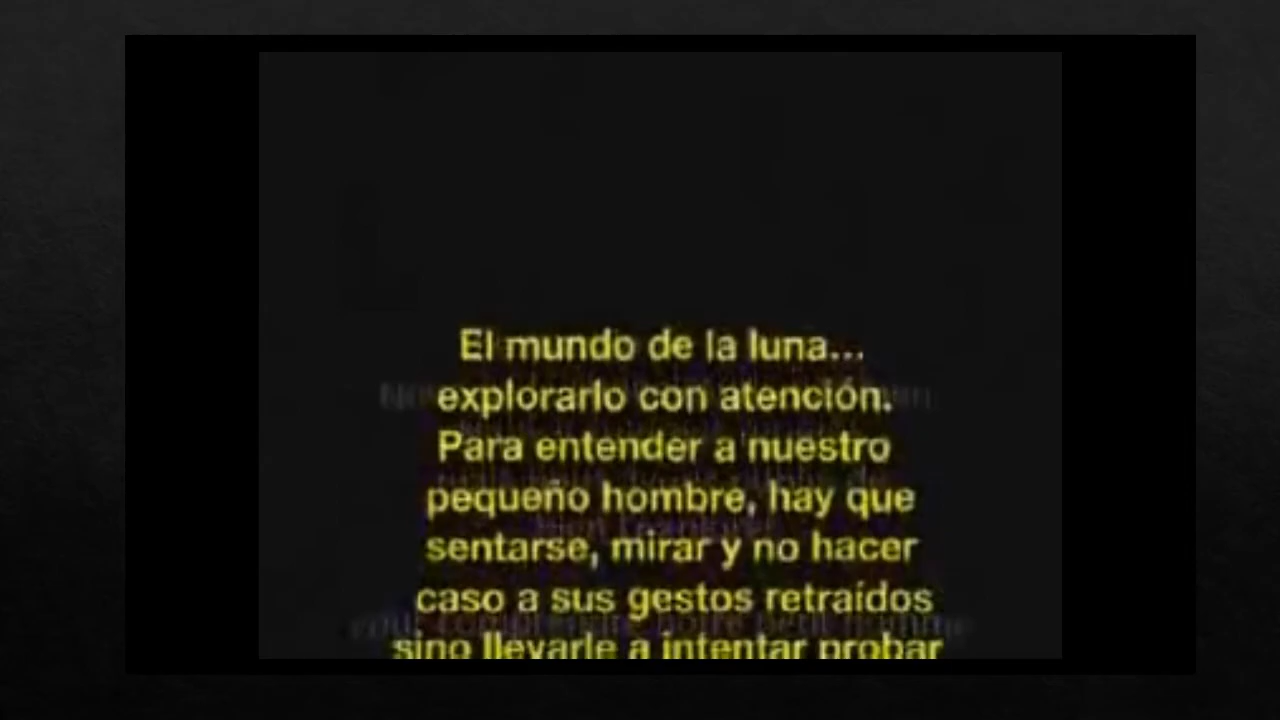 El mundo de la luna...
explorarlo con atención.
Para entender a nuestro
pequeño hombre, hay que
sentarse, mirar y no hacer
caso a sus gestos retraídos
sino llevarle a intentar probar